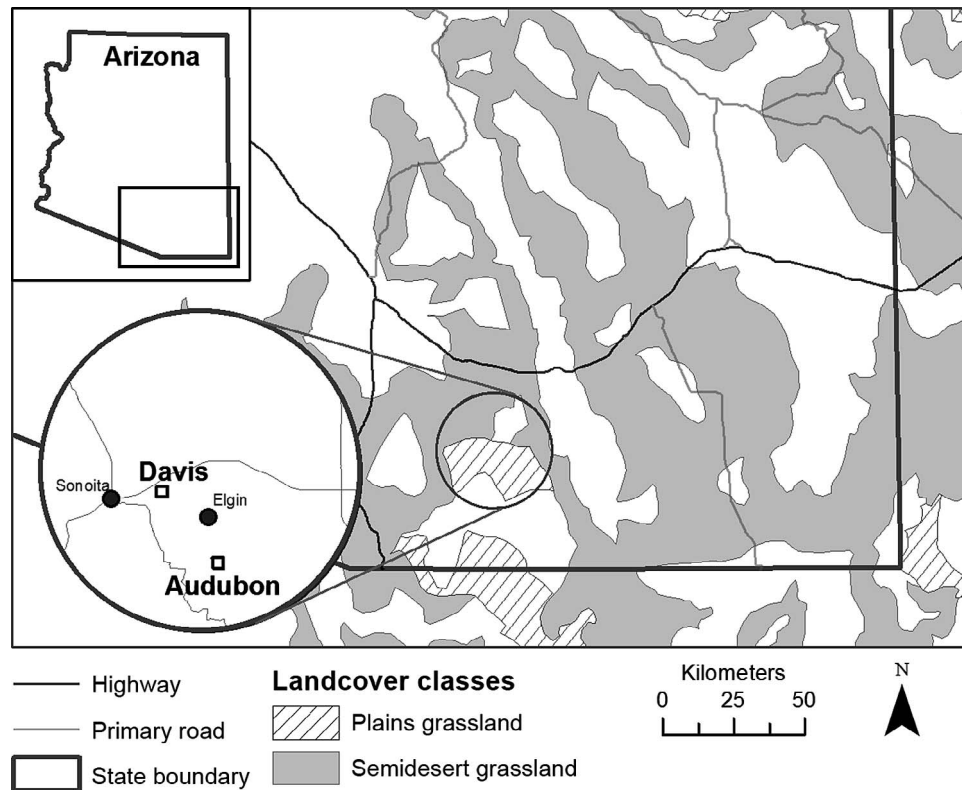 Arizona
Sonoita
Davis
Elgin
Audubon
Highway
Primary road
State boundary
Landcover classes
Plains grassland
Semidesert grassland
Kilometers
0 25 50
N